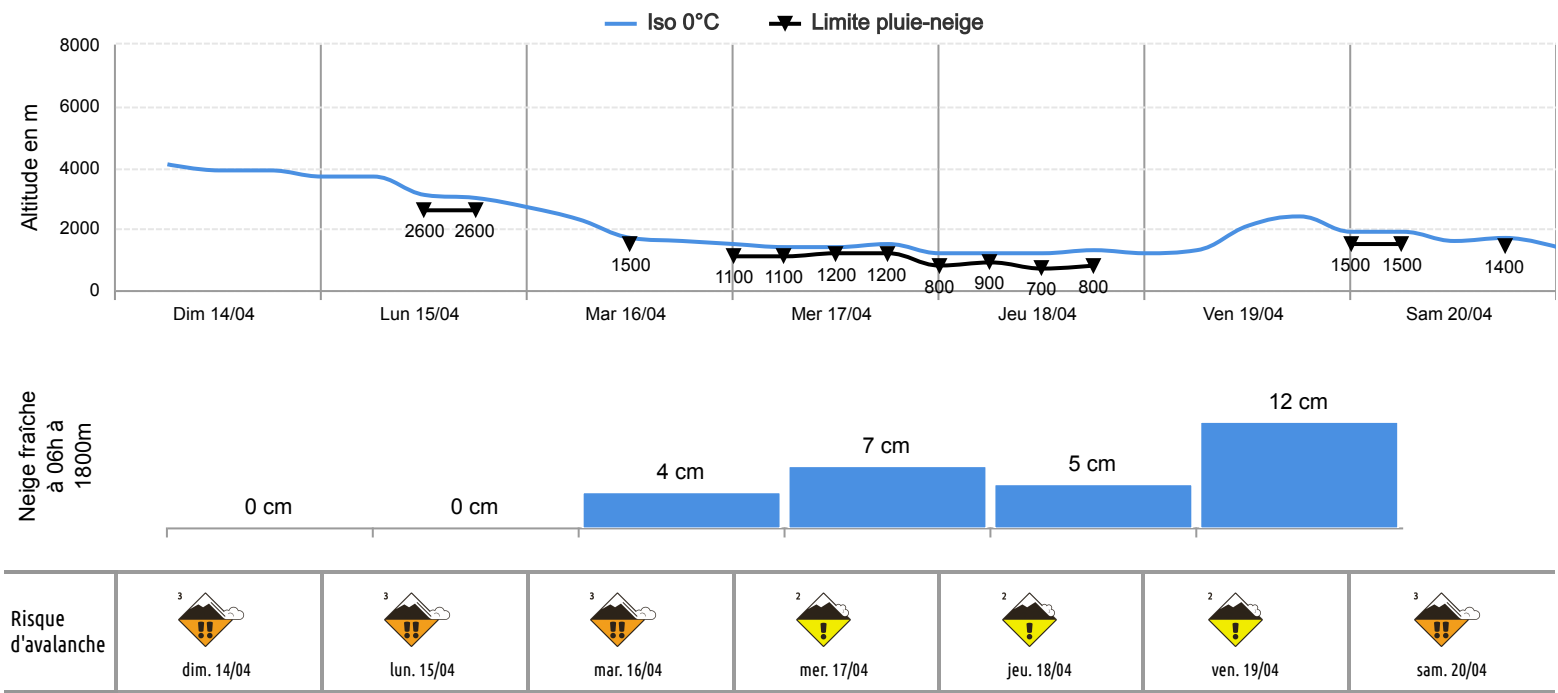 Iso 0°C Limite pluie-neige
Altitude en m
8000
6000
4000
2000
0
2600 2600
1500
1100 1100 1200 1200
800 900 700 800
1500 1500
1400
Dim 14/04 Lun 15/04 Mar 16/04 Mer 17/04 Jeu 18/04 Ven 19/04 Sam 20/04
Neige fraîche
à 06h à
1800m
0 cm 0 cm 4 cm 7 cm 5 cm 12 cm
Risque
d'avalanche
3 3 3 2 2 2 3
!! !! !! ! ! ! !!
dim. 14/04 lun. 15/04 mar. 16/04 mer. 17/04 jeu. 18/04 ven. 19/04 sam. 20/04